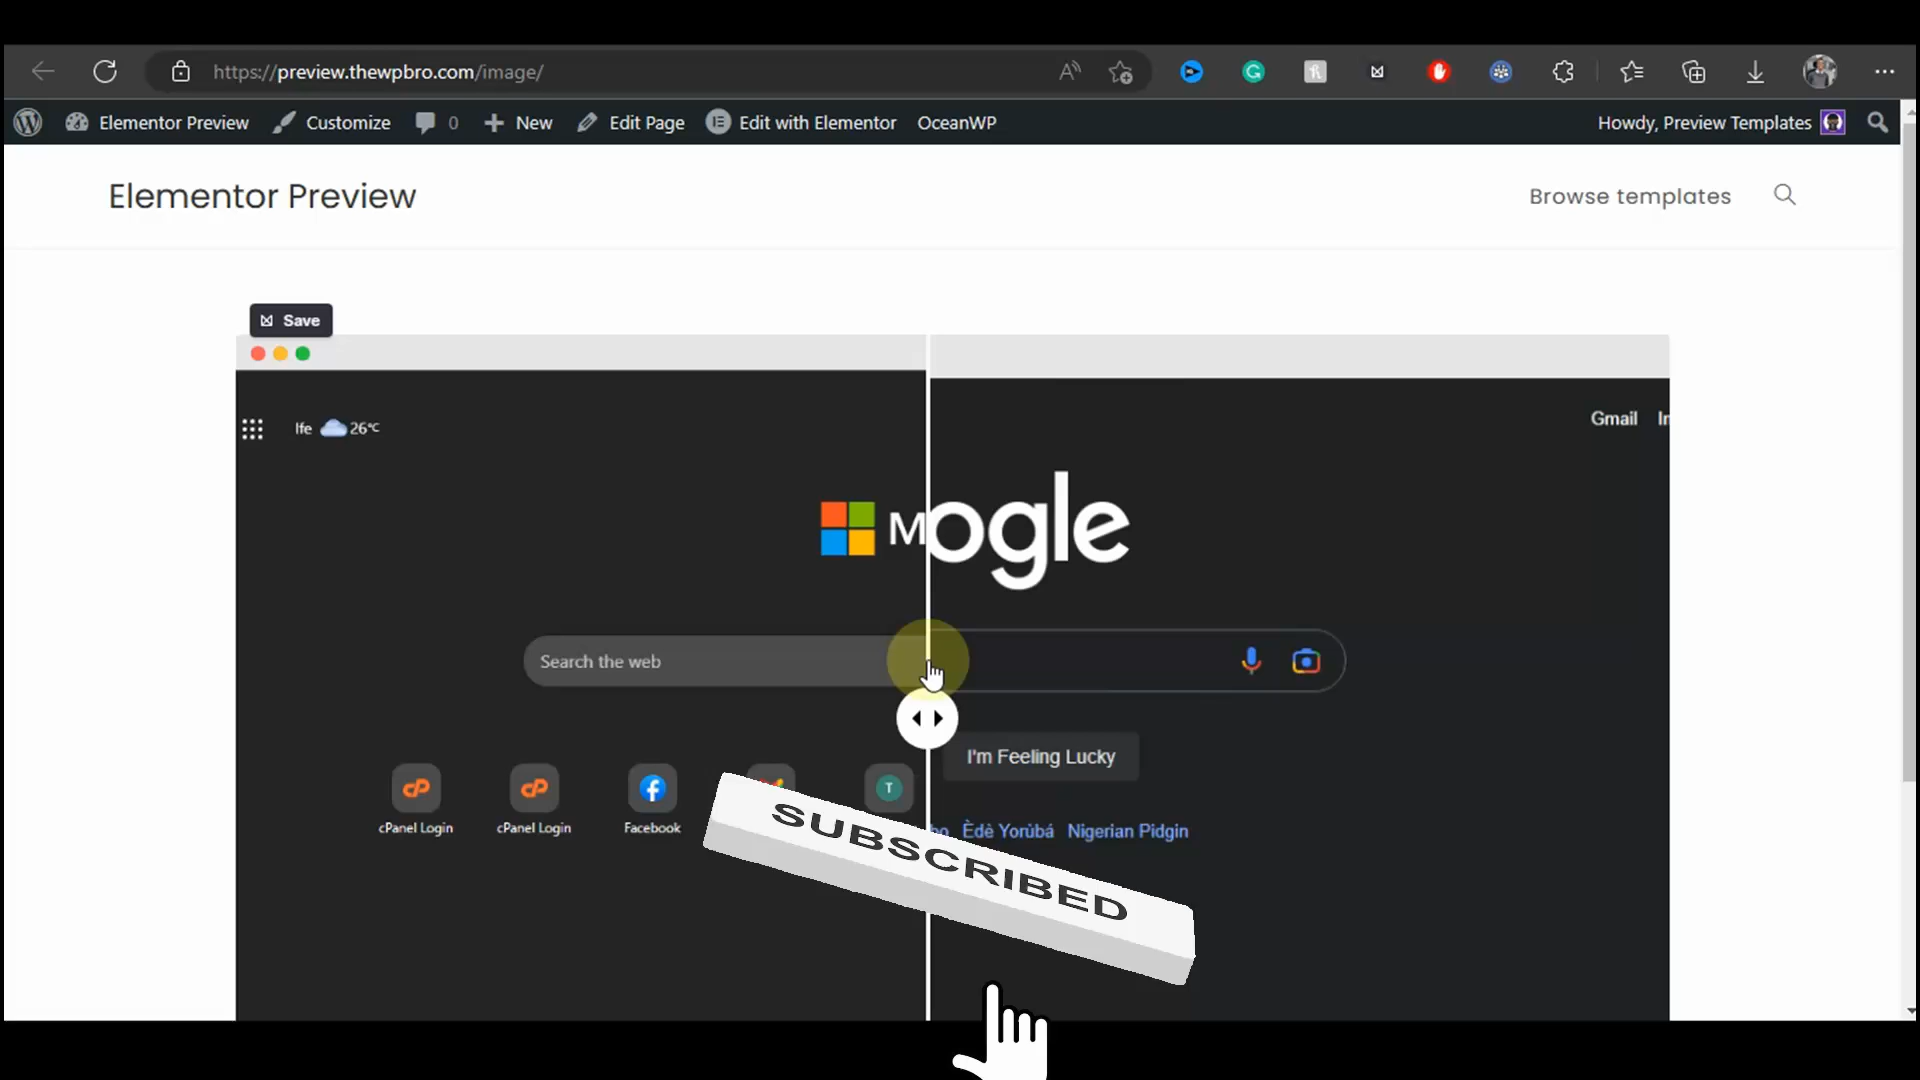 https://preview.thewpbro.com/image/
Elementor Preview Customize 0 New Edit Page Edit with Elementor OceanWP Howdy, Preview Templates
Elementor Preview
Browse templates
Save
Ife 26°C
Gmail
M
ogle
Search the web
I'm Feeling Lucky
T
cPanel Login
cPanel Login
Facebook
Èdè Yorùbá Nigerian Pidgin
SUBSCRIBED